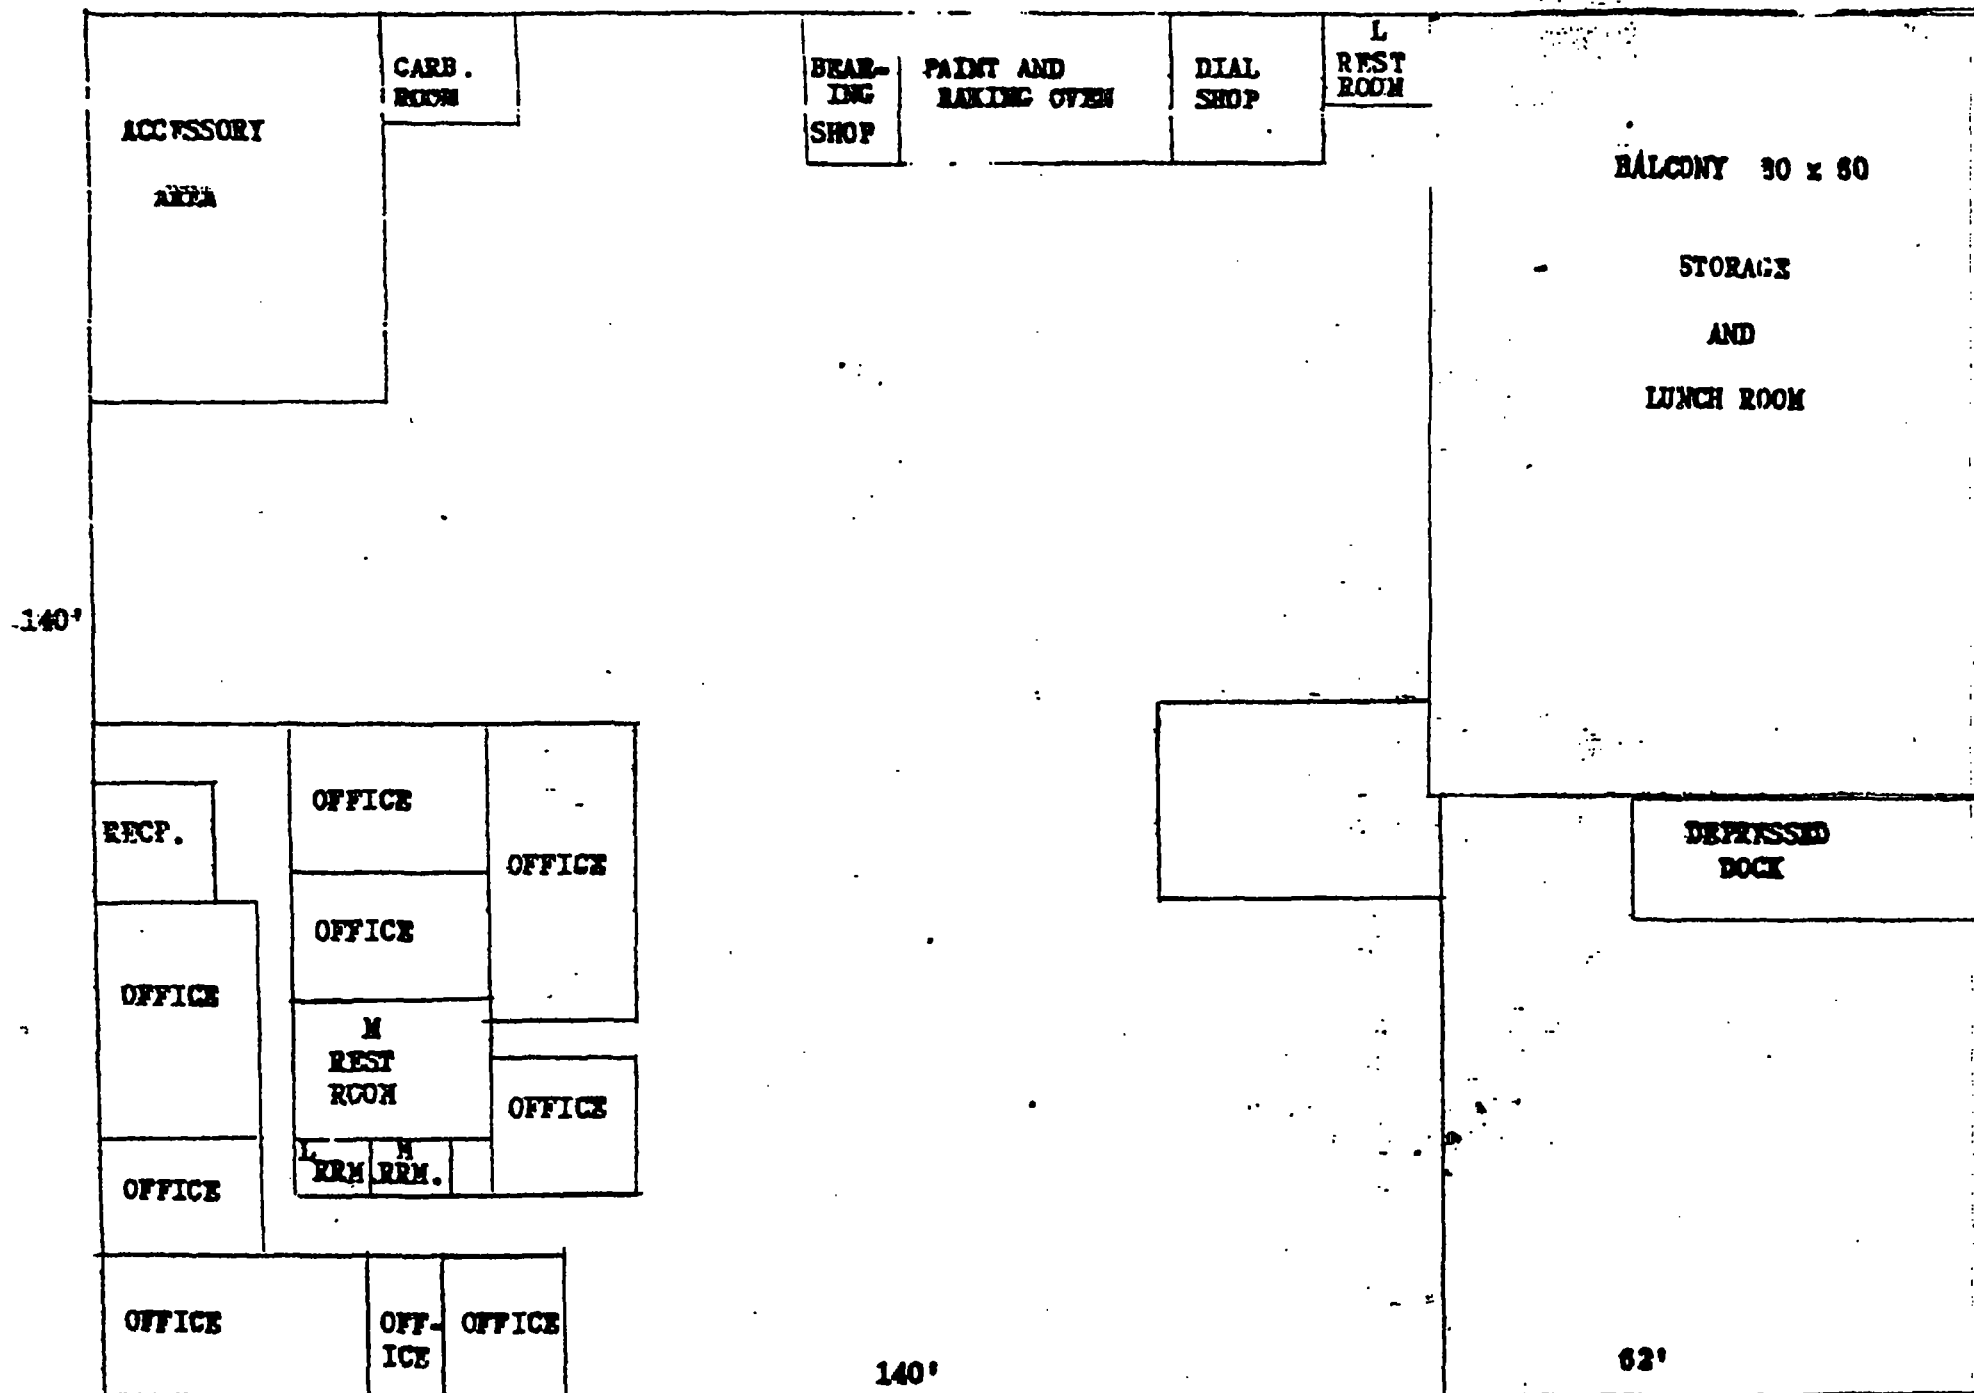 L
CARB.
ROOM
BEAR-
ING
SHOP
PAINT AND
BAKING OVEN
DIAL
SHOP
REST
ROOM
ACCESSORY
AREA
BALCONY 80 x 60
STORAGE
AND
LUNCH ROOM
140'
OFFICE
RECP.
OFFICE
DEPRESSED
DOCK
OFFICE
OFFICE
M
REST
ROOM
OFFICE
L
RRM
M
RRM.
OFFICE
OFFICE
OFF-
ICE
OFFICE
140'
62'